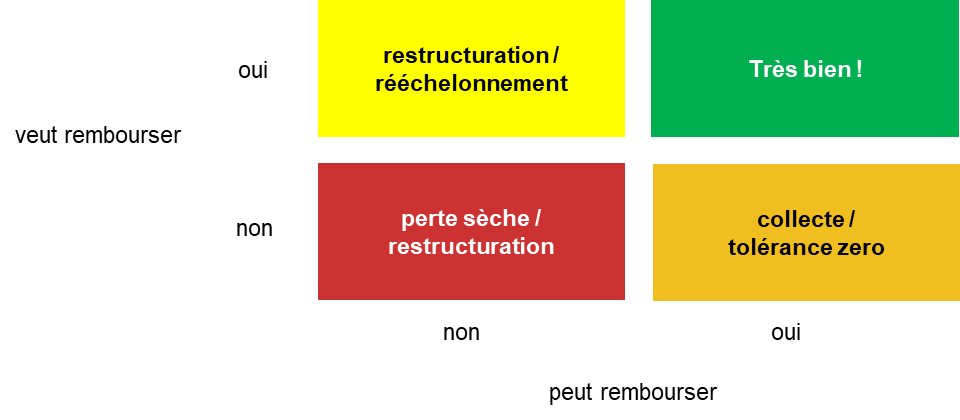 restructuration /
rééchelonnement
Très bien !
oui
veut rembourser
perte sèche /
restructuration
collecte /
tolérance zero
non
non
oui
peut rembourser